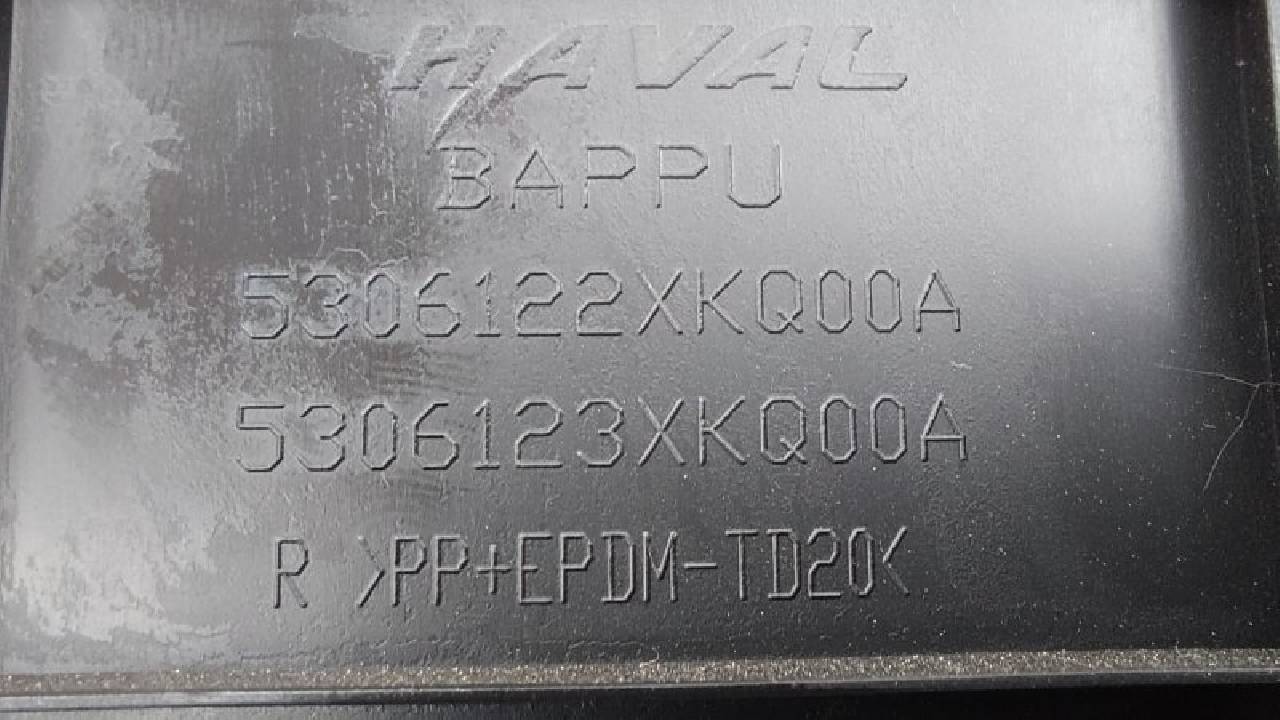 HAVAL
BAPPU
5306122XKQ00A
5306123XKQ00A
R >PP+EPDM-TD20<